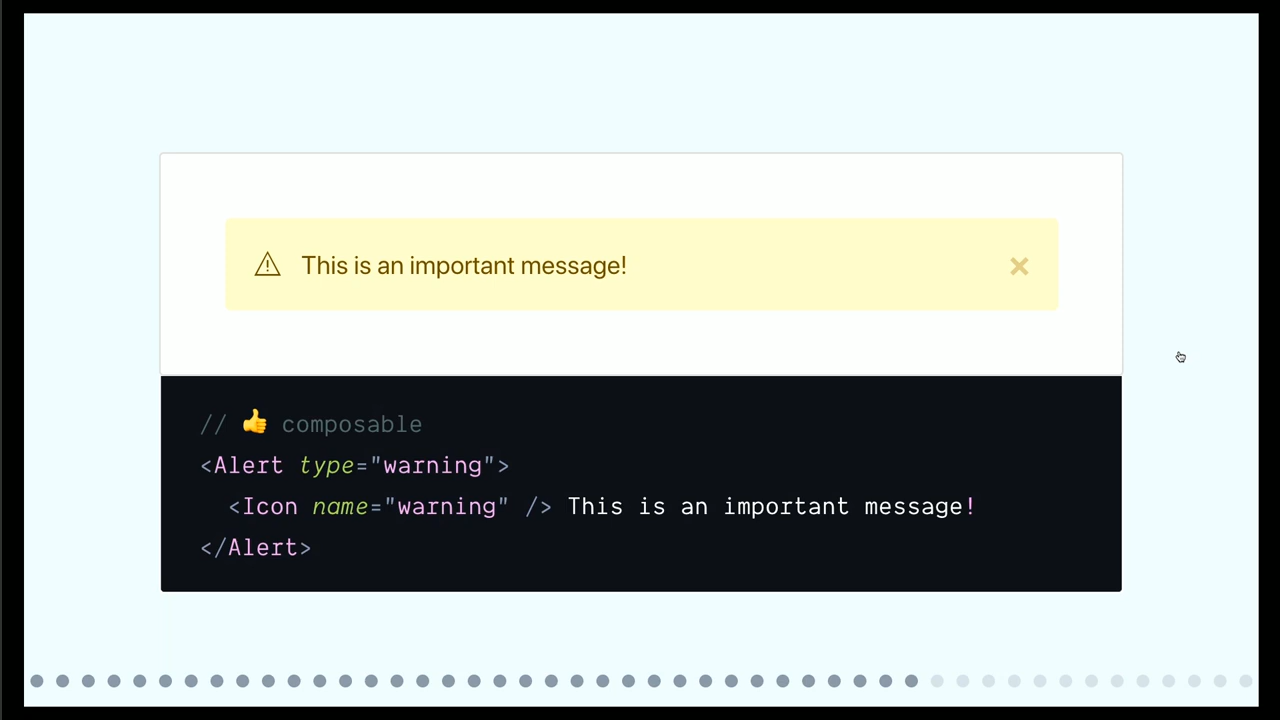 This is an important message!
// 👍 composable
<Alert type="warning">
<Icon name="warning" /> This is an important message!
</Alert>